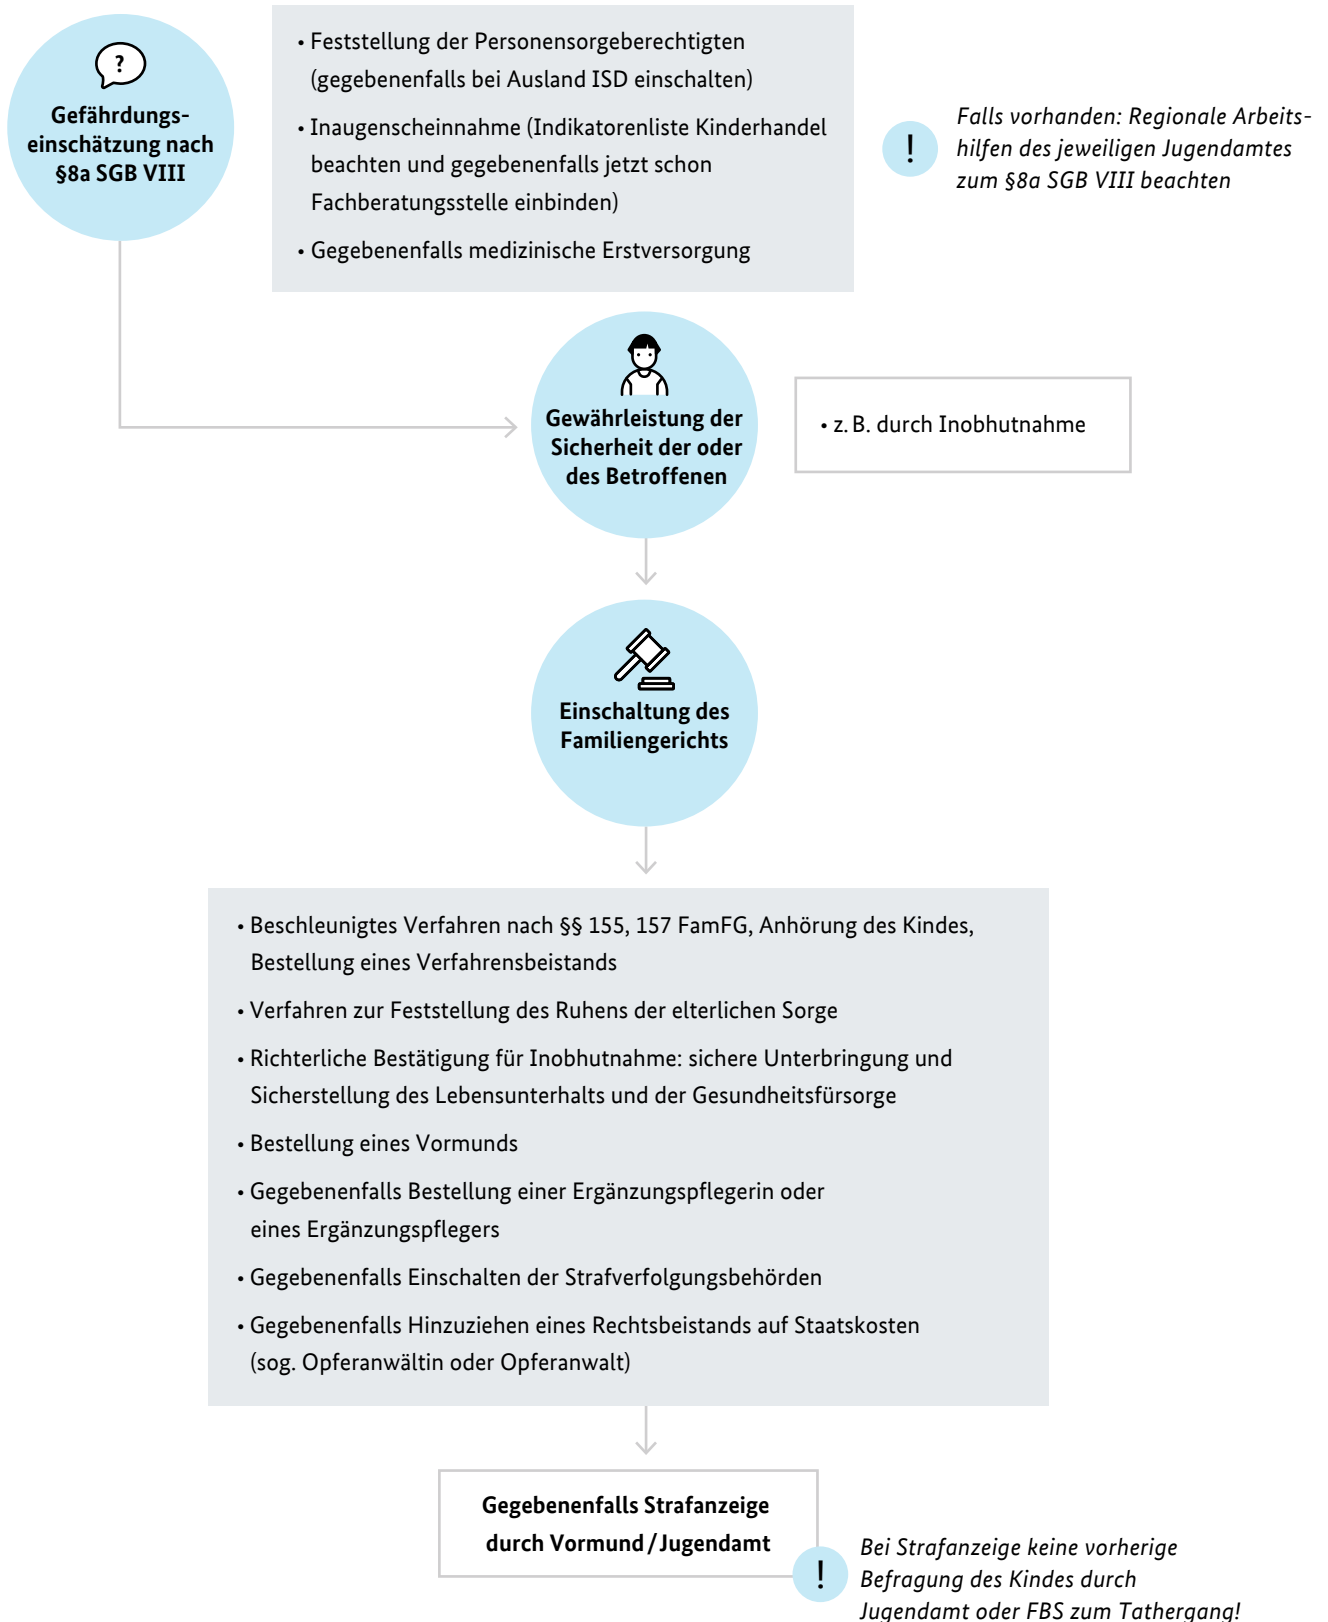 ?
Gefährdungs-
einschätzung nach
§8a SGB VIII
• Feststellung der Personensorgeberechtigten
(gegebenenfalls bei Ausland ISD einschalten)
• Inaugenscheinnahme (Indikatorenliste Kinderhandel
beachten und gegebenenfalls jetzt schon
Fachberatungsstelle einbinden)
• Gegebenenfalls medizinische Erstversorgung
!
Falls vorhanden: Regionale Arbeits-
hilfen des jeweiligen Jugendamtes
zum §8a SGB VIII beachten
Gewährleistung der
Sicherheit der oder
des Betroffenen
• z. B. durch Inobhutnahme
Einschaltung des
Familiengerichts
• Beschleunigtes Verfahren nach §§ 155, 157 FamFG, Anhörung des Kindes,
Bestellung eines Verfahrensbeistands
• Verfahren zur Feststellung des Ruhens der elterlichen Sorge
• Richterliche Bestätigung für Inobhutnahme: sichere Unterbringung und
Sicherstellung des Lebensunterhalts und der Gesundheitsfürsorge
• Bestellung eines Vormunds
• Gegebenenfalls Bestellung einer Ergänzungspflegerin oder
eines Ergänzungspflegers
• Gegebenenfalls Einschalten der Strafverfolgungsbehörden
• Gegebenenfalls Hinzuziehen eines Rechtsbeistands auf Staatskosten
(sog. Opferanwältin oder Opferanwalt)
Gegebenenfalls Strafanzeige
durch Vormund / Jugendamt
!
Bei Strafanzeige keine vorherige
Befragung des Kindes durch
Jugendamt oder FBS zum Tathergang!